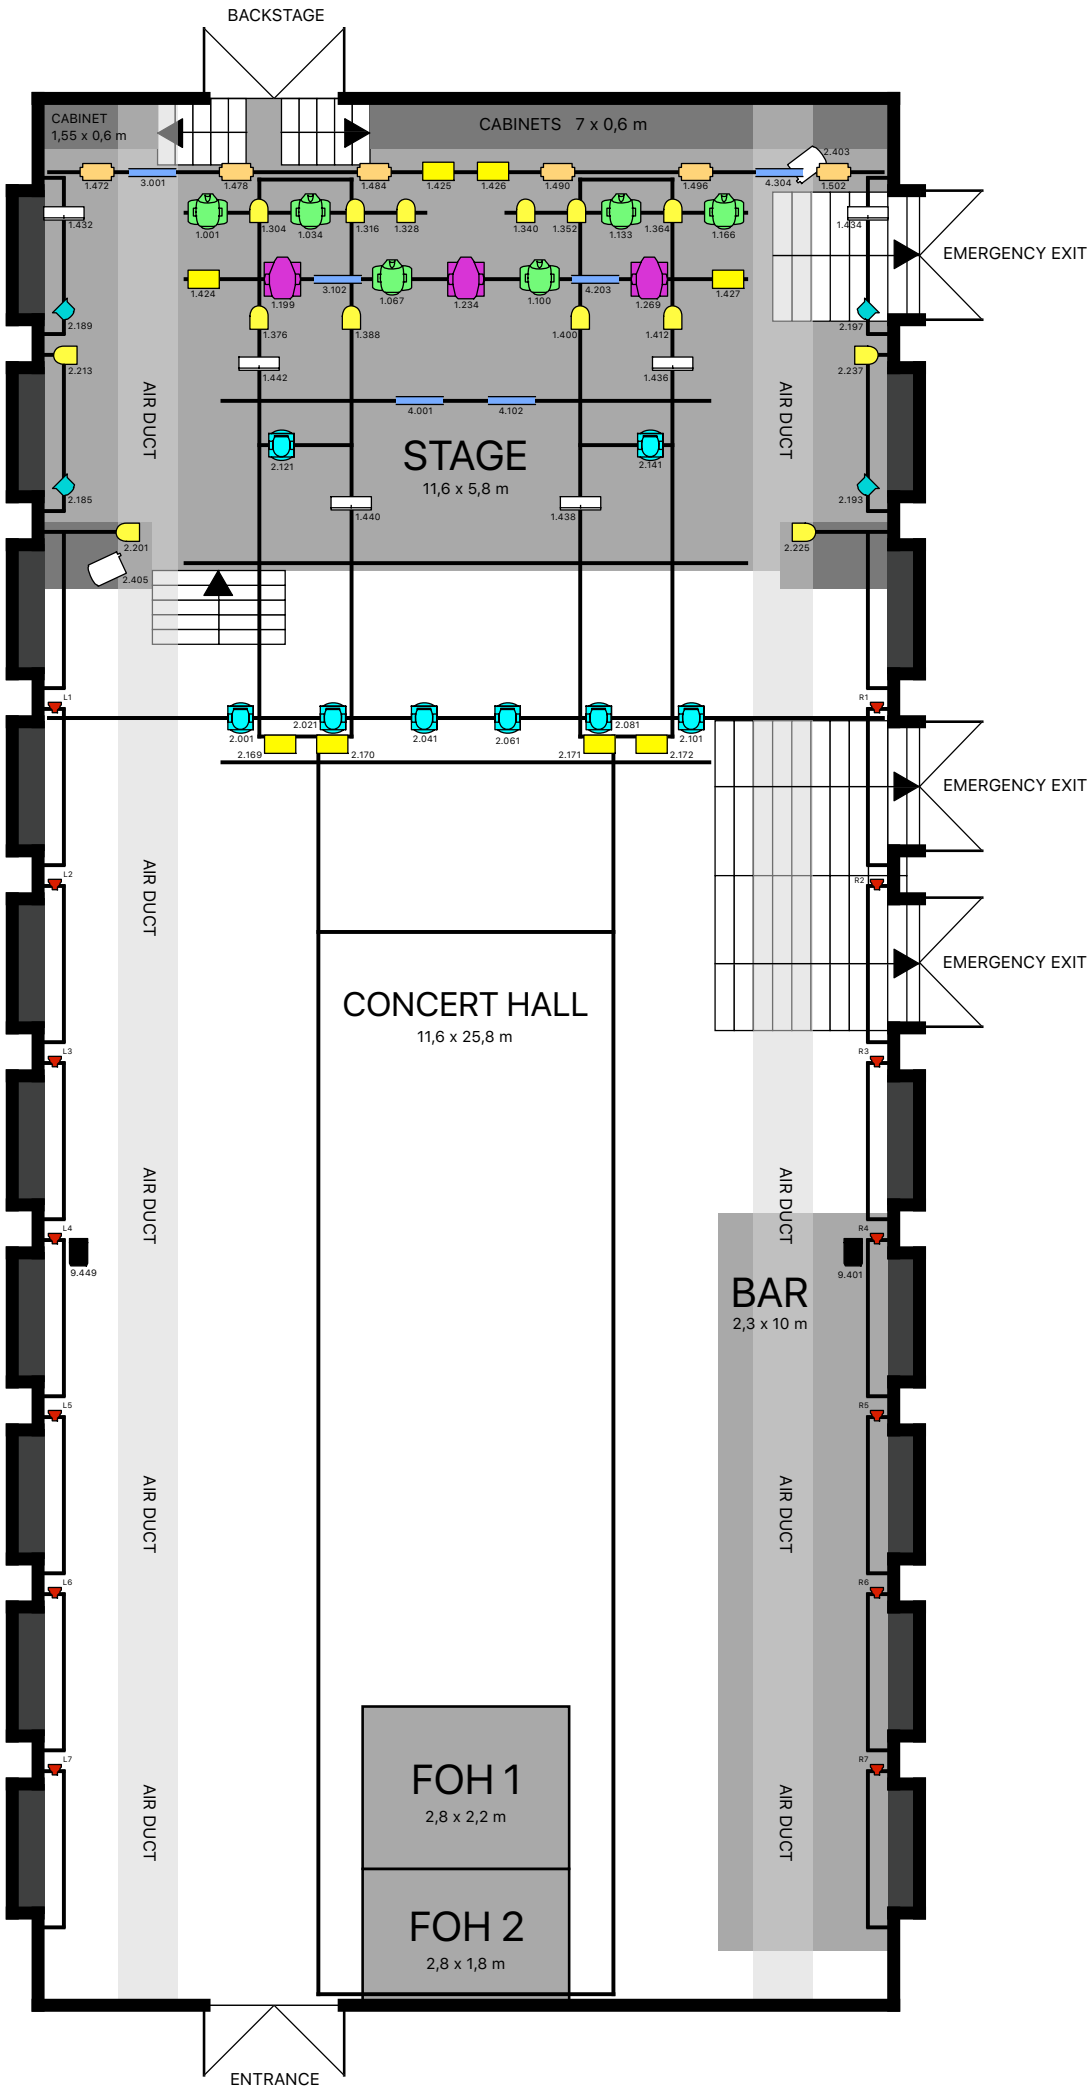 BACKSTAGE
CABINET
1,55 x 0,6 m
CABINETS 7 x 0,6 m
2.403
1.472
3.001
1.478
1.484
1.425
1.426
1.490
1.496
4.304
1.502
1.432
1.001
1.304
1.034
1.316
1.328
1.340
1.352
1.133
1.364
1.166
1.434
EMERGENCY EXIT
1.424
1.199
3.102
1.067
1.234
1.100
4.203
1.269
1.427
2.189
1.376
1.388
1.400
1.412
2.197
2.213
1.442
1.436
2.237
AIR DUCT
AIR DUCT
4.001
4.102
2.121
STAGE
11,6 x 5,8 m
2.141
2.185
1.440
1.438
2.193
2.201
2.225
2.405
L1
R1
2.001
2.021
2.041
2.061
2.081
2.101
2.169
2.170
2.171
2.172
EMERGENCY EXIT
L2
R2
AIR DUCT
EMERGENCY EXIT
CONCERT HALL
11,6 x 25,8 m
L3
R3
AIR DUCT
AIR DUCT
L4
R4
9.449
9.401
BAR
2,3 x 10 m
L5
R5
AIR DUCT
AIR DUCT
L6
R6
L7
R7
FOH 1
2,8 x 2,2 m
AIR DUCT
AIR DUCT
FOH 2
2,8 x 1,8 m
ENTRANCE